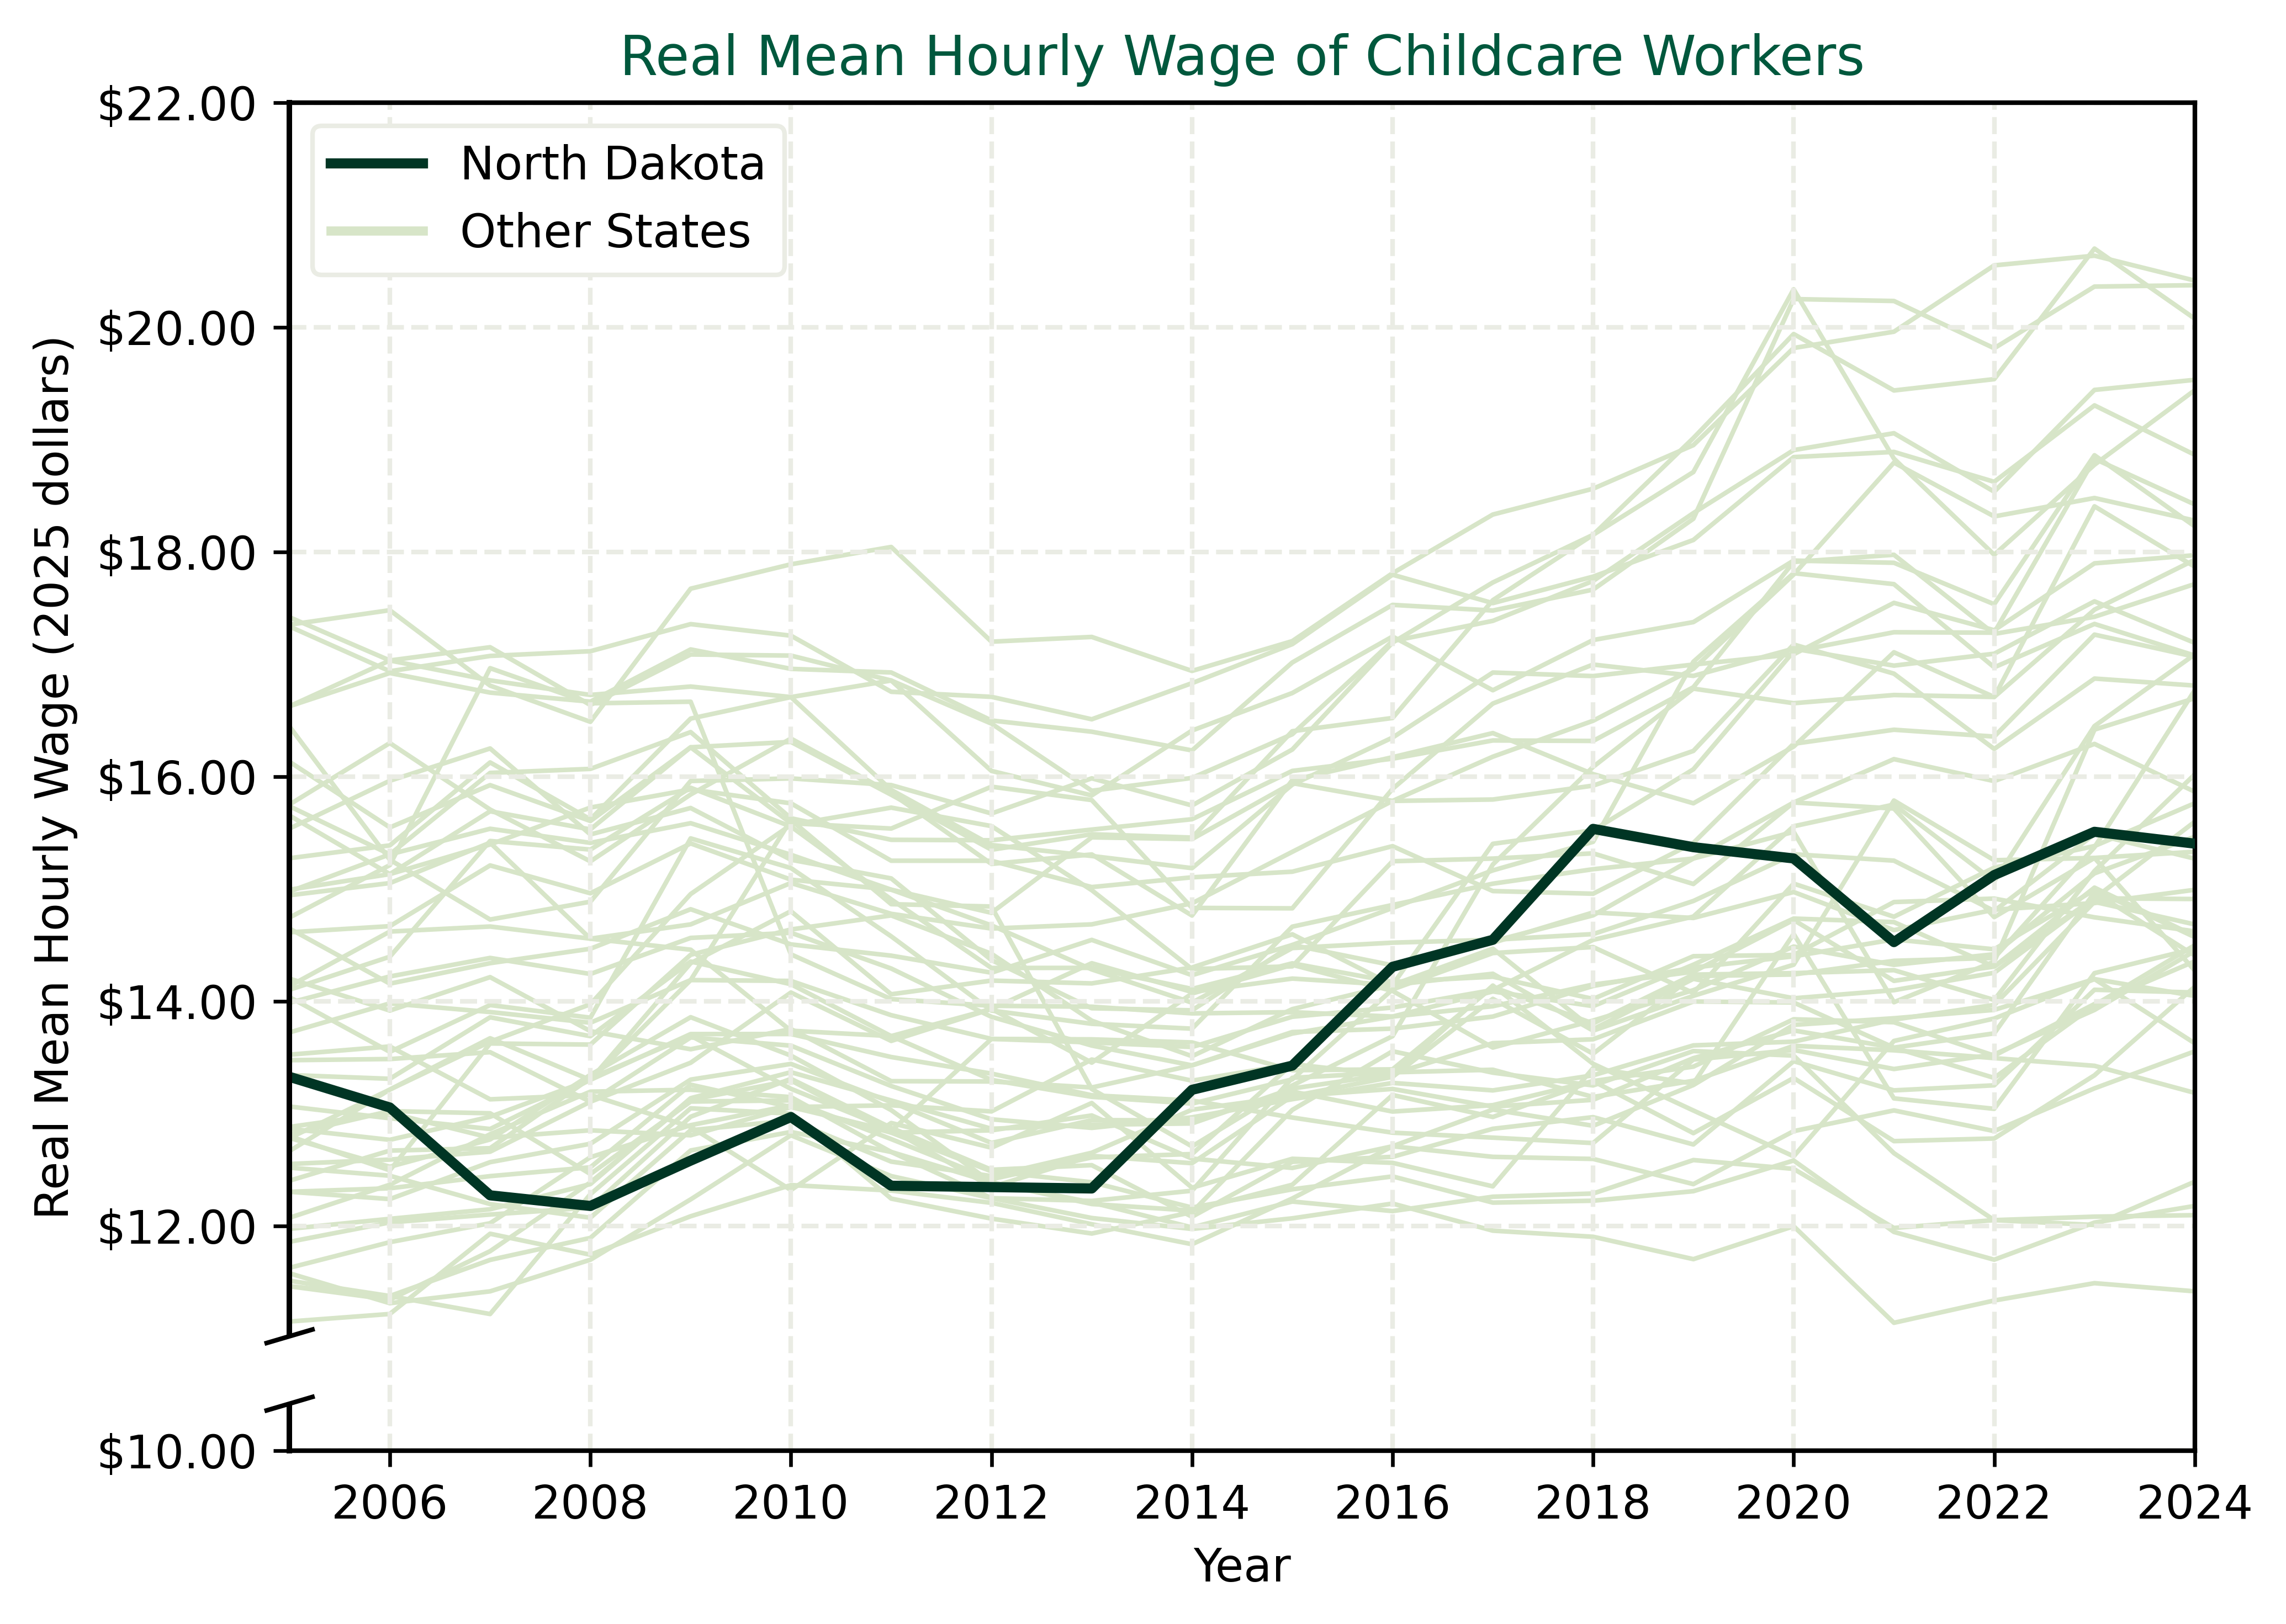 Real Mean Hourly Wage of Childcare Workers
$22.00
$20.00
$18.00
$16.00
$14.00
$12.00
$10.00
Real Mean Hourly Wage (2025 dollars)
North Dakota
Other States
2006 2008 2010 2012 2014 2016 2018 2020 2022 2024
Year